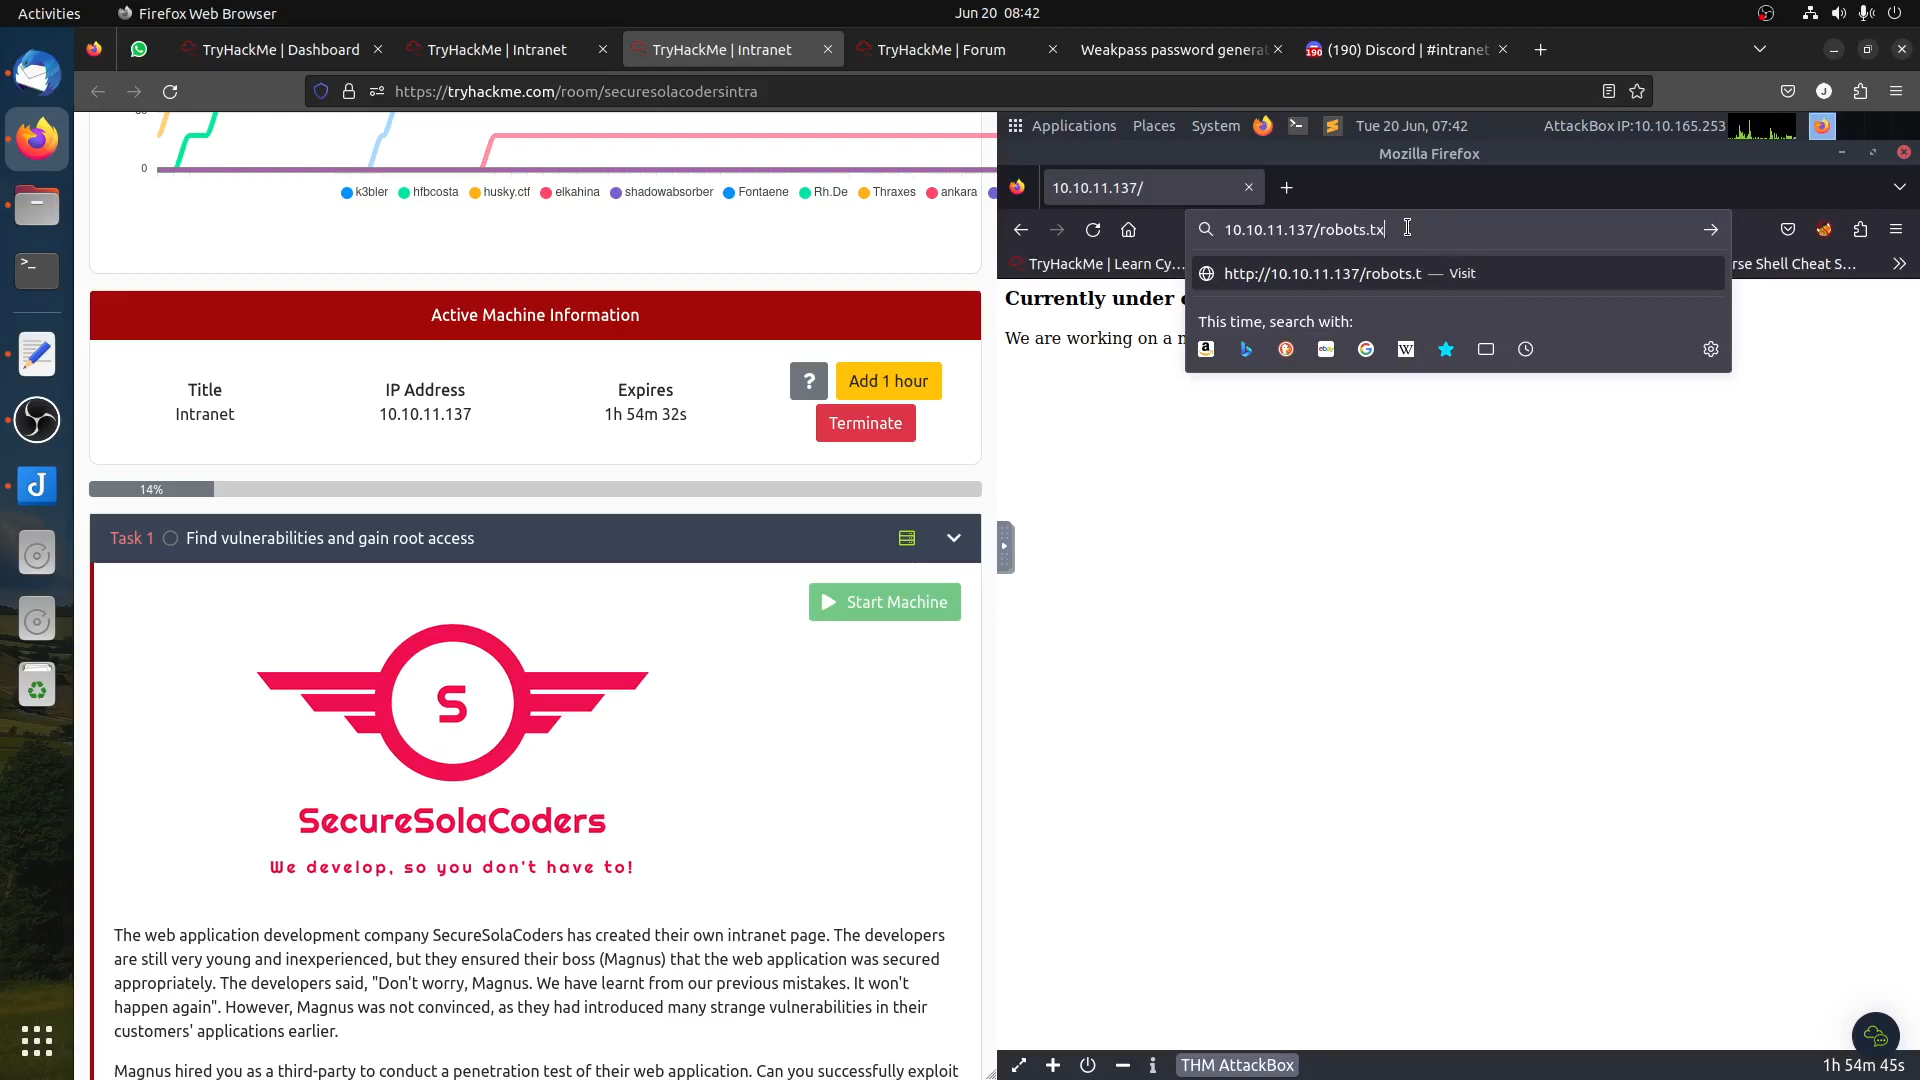 Activities
Firefox Web Browser
Jun 20 08:42
TryHackMe | Dashboard
TryHackMe | Intranet
TryHackMe | Intranet
TryHackMe | Forum
Weakpass password generat
(190) Discord | #intranet
https://tryhackme.com/room/securesolacodersintra
0
k3bler
hfbcosta
husky.ctf
elkahina
shadowabsorber
Fontaene
Rh.De
Thraxes
ankara
Active Machine Information
Title
Intranet
IP Address
10.10.11.137
Expires
1h 54m 32s
?
Add 1 hour
Terminate
14%
Task 1
Find vulnerabilities and gain root access
Start Machine
S
SecureSolaCoders
We develop, so you don't have to!
The web application development company SecureSolaCoders has created their own intranet page. The developers
are still very young and inexperienced, but they ensured their boss (Magnus) that the web application was secured
appropriately. The developers said, "Don't worry, Magnus. We have learnt from our previous mistakes. It won't
happen again". However, Magnus was not convinced, as they had introduced many strange vulnerabilities in their
customers' applications earlier.
Magnus hired you as a third-party to conduct a penetration test of their web application. Can you successfully exploit
Applications
Places
System
Tue 20 Jun, 07:42
AttackBox IP:10.10.165.253
Mozilla Firefox
10.10.11.137/
10.10.11.137/robots.tx
TryHackMe | Learn Cy...
http://10.10.11.137/robots.t — Visit
rse Shell Cheat S...
This time, search with:
Currently under
We are working on a
THM AttackBox
1h 54m 45s